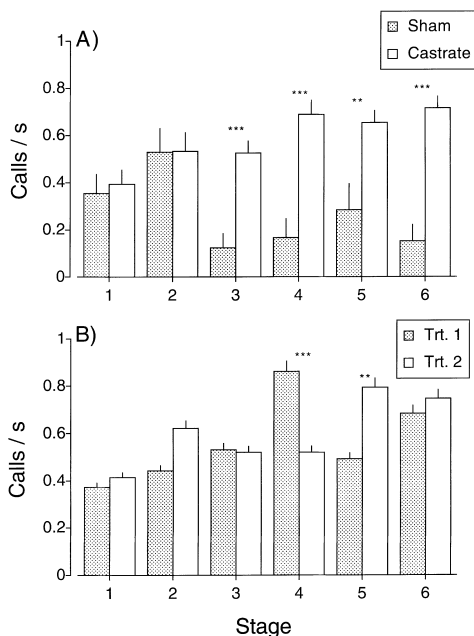 A)
Sham
Castrate
Calls / s
1
0.8
0.6
0.4
0.2
0
***
***
**
***
1 2 3 4 5 6
B)
Trt. 1
Trt. 2
Calls / s
1
0.8
0.6
0.4
0.2
0
***
**
1 2 3 4 5 6
Stage